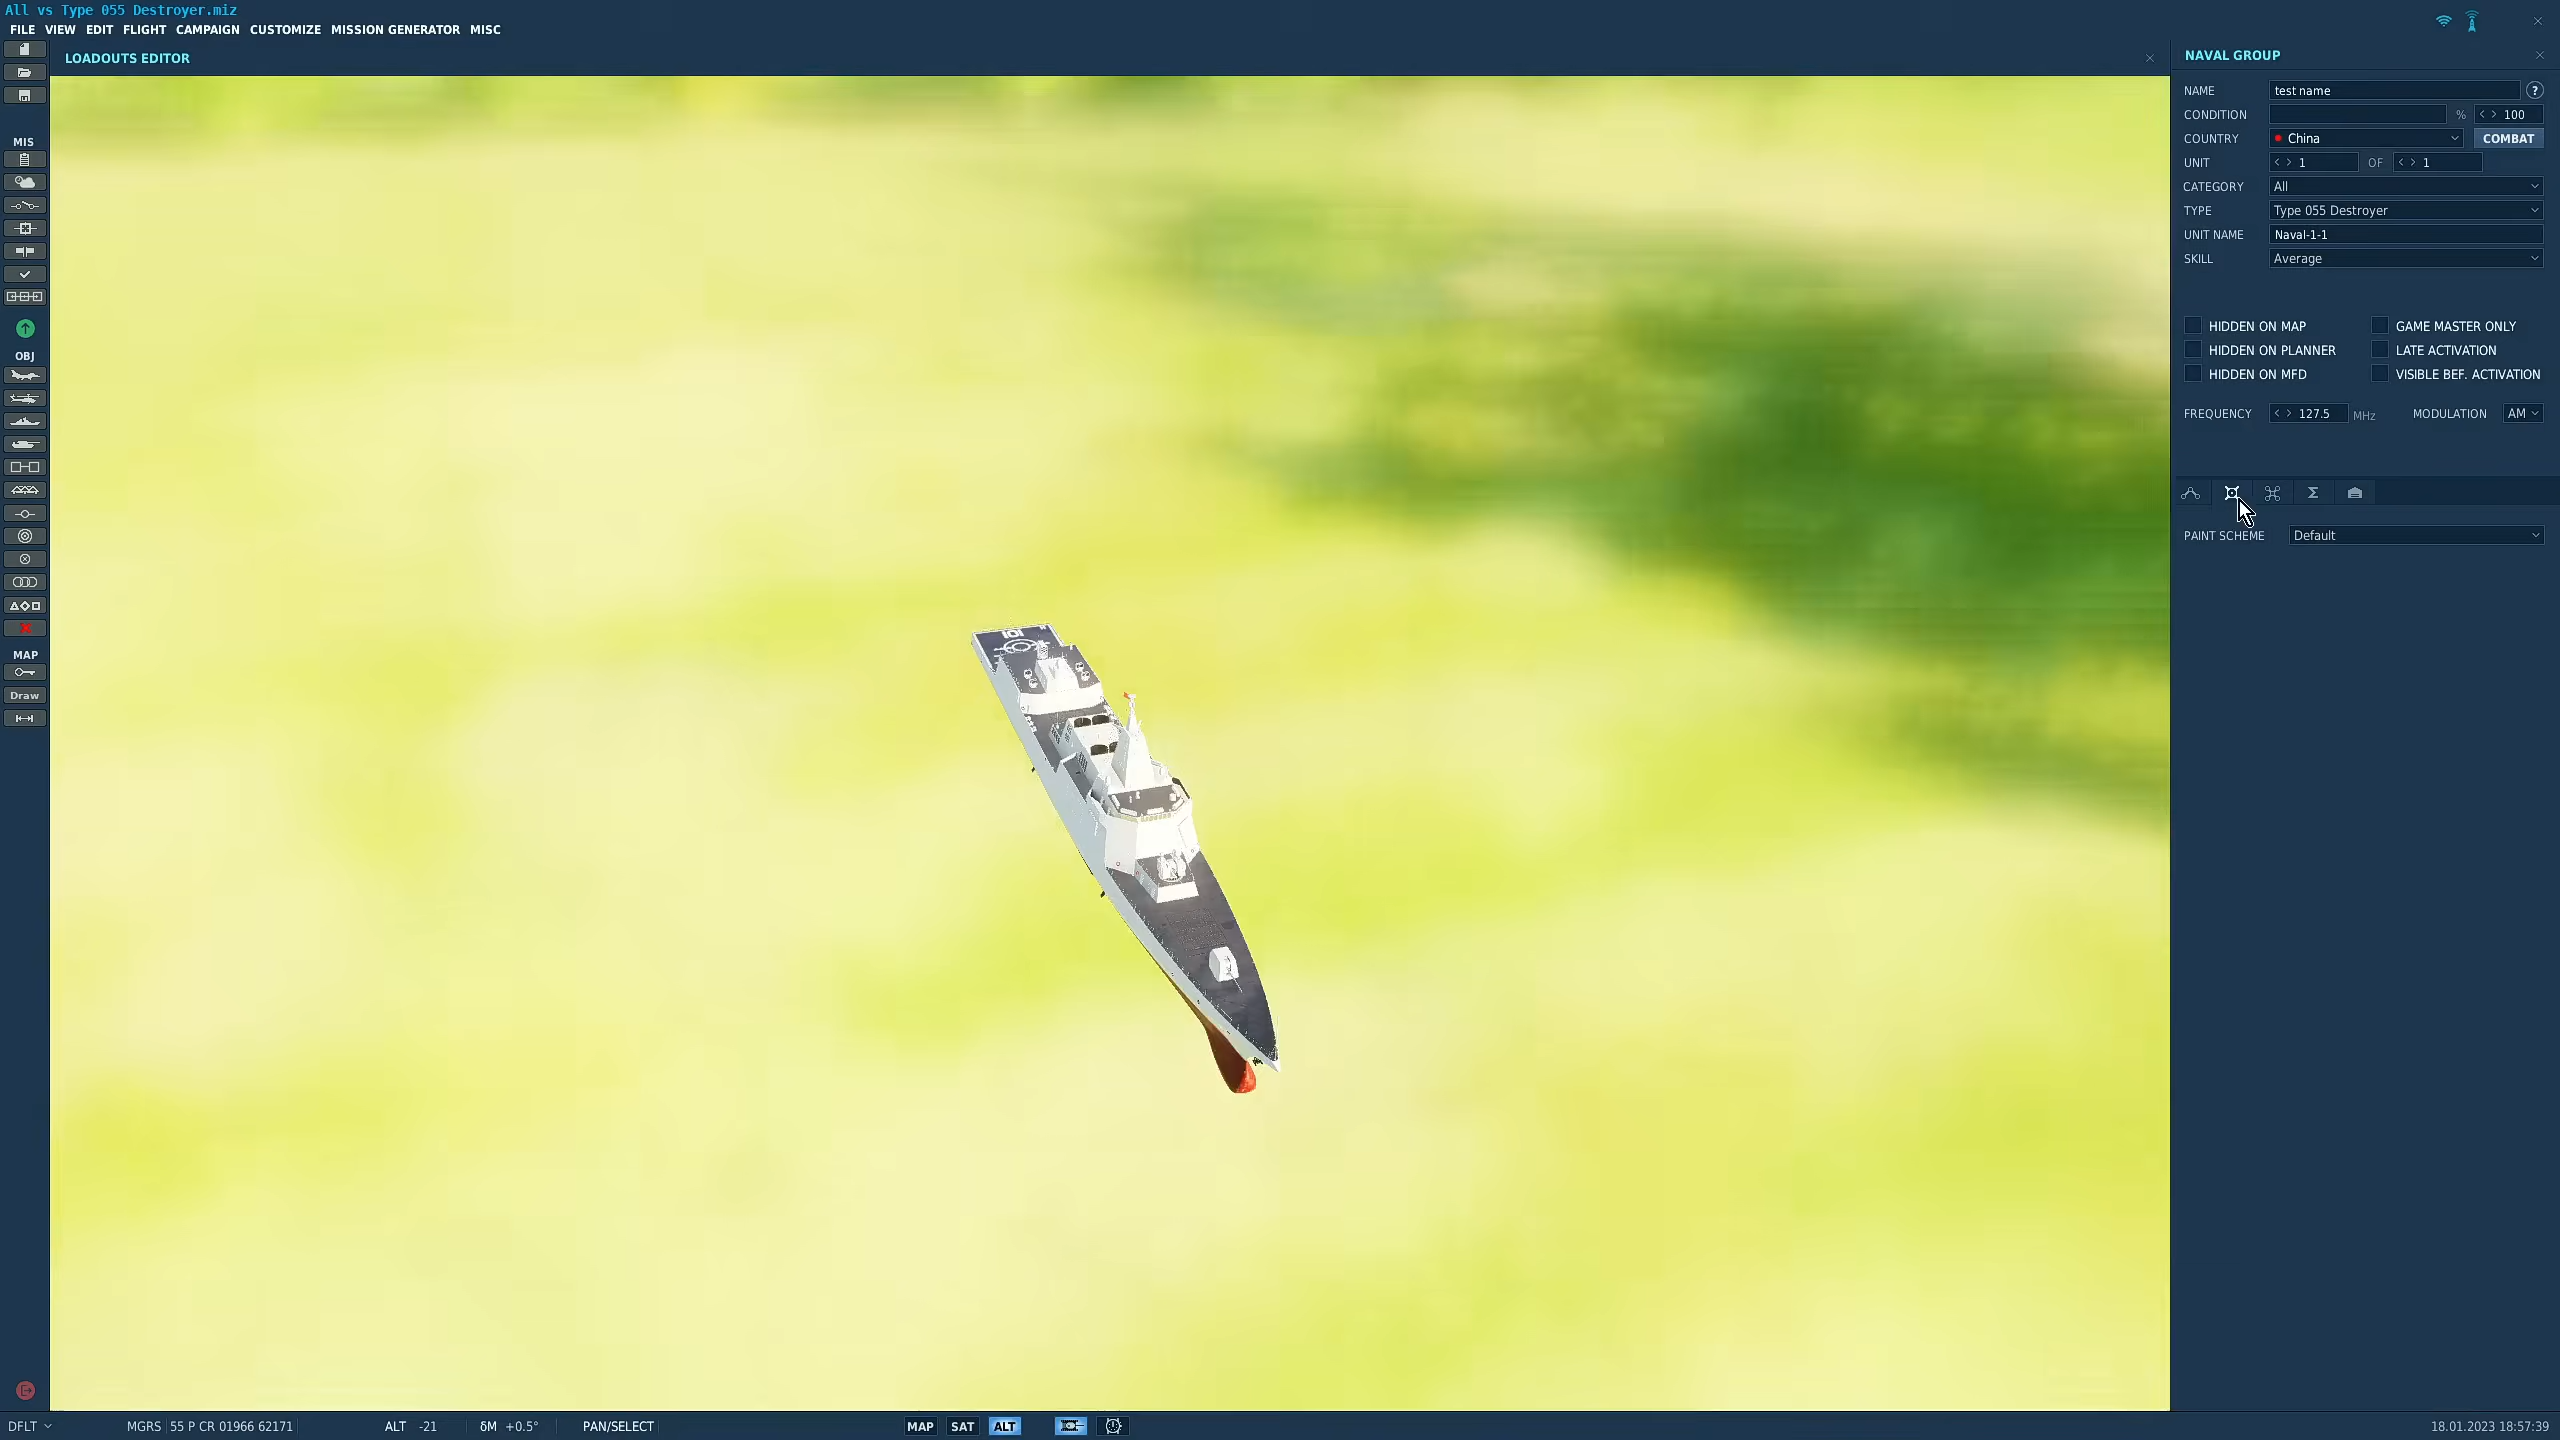 All vs Type 055 Destroyer.miz
FILE VIEW EDIT FLIGHT CAMPAIGN CUSTOMIZE MISSION GENERATOR MISC
LOADOUTS EDITOR
MIS
OBJ
MAP
Draw
101
NAVAL GROUP
NAME test name ?
CONDITION % < > 100
COUNTRY China COMBAT
UNIT < > 1 OF < > 1
CATEGORY All
TYPE Type 055 Destroyer
UNIT NAME Naval-1-1
SKILL Average
HIDDEN ON MAP GAME MASTER ONLY
HIDDEN ON PLANNER LATE ACTIVATION
HIDDEN ON MFD VISIBLE BEF. ACTIVATION
FREQUENCY < > 127.5 MHz MODULATION AM
Σ
PAINT SCHEME Default
DFLT MGRS 55 P CR 01966 62171 ALT -21 δM +0.5° PAN/SELECT MAP SAT ALT 18.01.2023 18:57:39